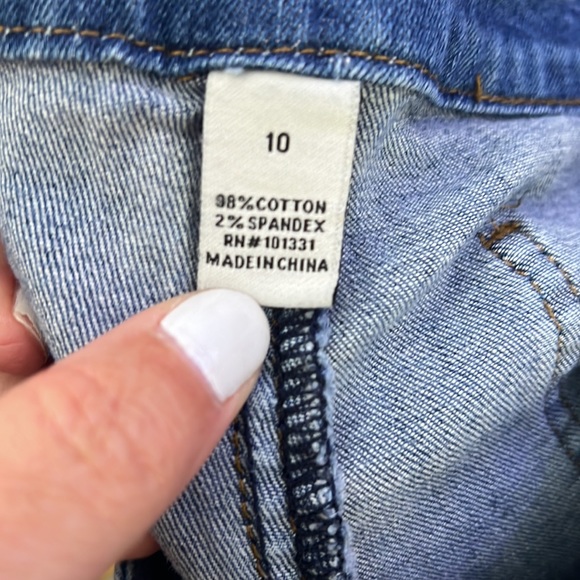 10
98%COTTON
2%SPANDEX
RN#101331
MADEINCHINA